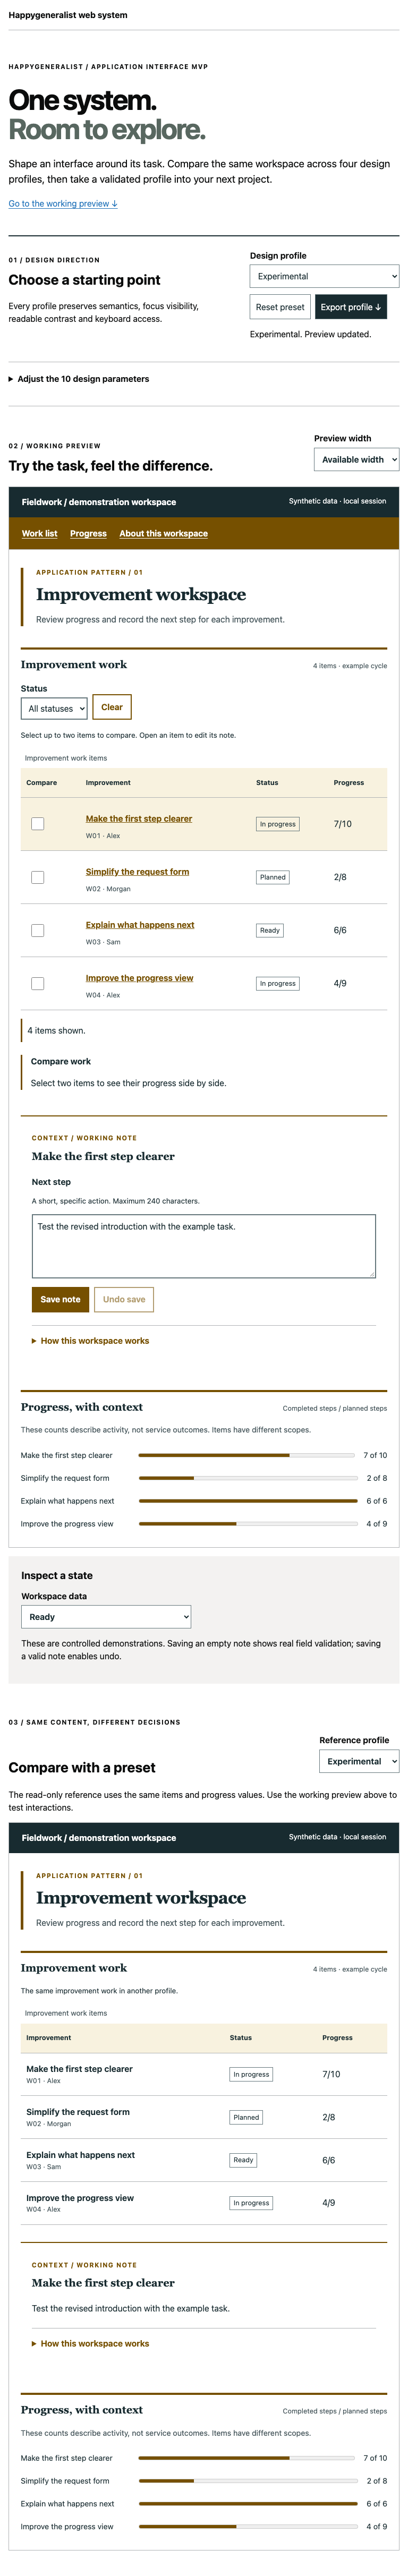 Happygeneralist web system
HAPPYGENERALIST / APPLICATION INTERFACE MVP
One system.
Room to explore.
Shape an interface around its task. Compare the same workspace across four design
profiles, then take a validated profile into your next project.
Go to the working preview ↓
01 / DESIGN DIRECTION
Choose a starting point
Every profile preserves semantics, focus visibility,
readable contrast and keyboard access.
Design profile
Experimental
Reset preset
Export profile ↓
Experimental. Preview updated.
▶ Adjust the 10 design parameters
02 / WORKING PREVIEW
Try the task, feel the difference.
Preview width
Available width
Fieldwork / demonstration workspace
Synthetic data · local session
Work list Progress About this workspace
APPLICATION PATTERN / 01
Improvement workspace
Review progress and record the next step for each improvement.
Improvement work
4 items · example cycle
Status
All statuses
Clear
Select up to two items to compare. Open an item to edit its note.
Improvement work items
Compare Improvement Status Progress
Make the first step clearer In progress 7/10
W01 · Alex
Simplify the request form Planned 2/8
W02 · Morgan
Explain what happens next Ready 6/6
W03 · Sam
Improve the progress view In progress 4/9
W04 · Alex
4 items shown.
Compare work
Select two items to see their progress side by side.
CONTEXT / WORKING NOTE
Make the first step clearer
Next step
A short, specific action. Maximum 240 characters.
Test the revised introduction with the example task.
Save note Undo save
▶ How this workspace works
Progress, with context
Completed steps / planned steps
These counts describe activity, not service outcomes. Items have different scopes.
Make the first step clearer 7 of 10
Simplify the request form 2 of 8
Explain what happens next 6 of 6
Improve the progress view 4 of 9
Inspect a state
Workspace data
Ready
These are controlled demonstrations. Saving an empty note shows real field validation; saving
a valid note enables undo.
03 / SAME CONTENT, DIFFERENT DECISIONS
Compare with a preset
Reference profile
Experimental
The read-only reference uses the same items and progress values. Use the working preview above to
test interactions.
Fieldwork / demonstration workspace
Synthetic data · local session
APPLICATION PATTERN / 01
Improvement workspace
Review progress and record the next step for each improvement.
Improvement work
4 items · example cycle
The same improvement work in another profile.
Improvement work items
Improvement Status Progress
Make the first step clearer In progress 7/10
W01 · Alex
Simplify the request form Planned 2/8
W02 · Morgan
Explain what happens next Ready 6/6
W03 · Sam
Improve the progress view In progress 4/9
W04 · Alex
CONTEXT / WORKING NOTE
Make the first step clearer
Test the revised introduction with the example task.
▶ How this workspace works
Progress, with context
Completed steps / planned steps
These counts describe activity, not service outcomes. Items have different scopes.
Make the first step clearer 7 of 10
Simplify the request form 2 of 8
Explain what happens next 6 of 6
Improve the progress view 4 of 9